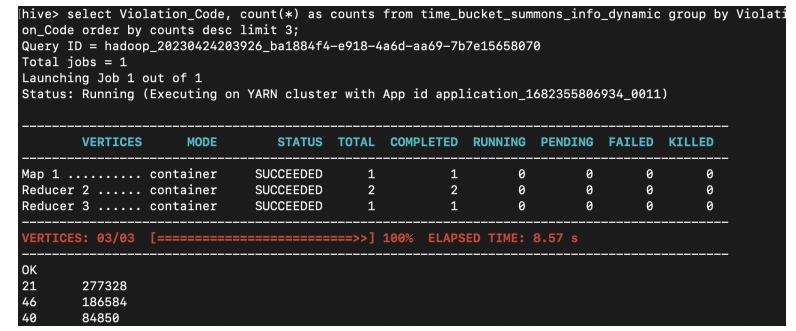 hive> select Violation_Code, count(*) as counts from time_bucket_summons_info_dynamic group by Violati
on_Code order by counts desc limit 3;
Query ID = hadoop_20230424203926_ba1884f4-e918-4a6d-aa69-7b7e15658070
Total jobs = 1
Launching Job 1 out of 1
Status: Running (Executing on YARN cluster with App id application_1682355806934_0011)
----------------------------------------------------------------------------------------------
VERTICES MODE STATUS TOTAL COMPLETED RUNNING PENDING FAILED KILLED
----------------------------------------------------------------------------------------------
Map 1 .......... container SUCCEEDED 1 1 0 0 0 0
Reducer 2 ...... container SUCCEEDED 2 2 0 0 0 0
Reducer 3 ...... container SUCCEEDED 1 1 0 0 0 0
----------------------------------------------------------------------------------------------
VERTICES: 03/03 [==========================>>] 100% ELAPSED TIME: 8.57 s
----------------------------------------------------------------------------------------------
OK
21 277328
46 186584
40 84850